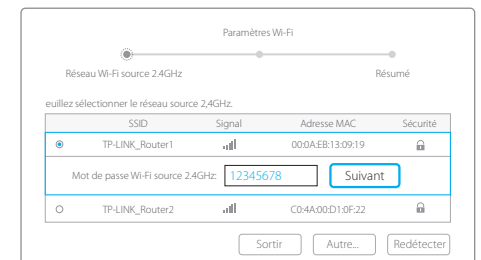 Paramètres Wi-Fi
Réseau Wi-Fi source 2,4GHz Résumé
euillez sélectionner le réseau source 2,4GHz.
SSID Signal Adresse MAC Sécurité
TP-LINK_Router1 00:0A:EB:13:09:19
Mot de passe Wi-Fi source 2.4GHz: 12345678 Suivant
TP-LINK_Router2 C0:4A:00:D1:0F:22
Sortir Autre... Redétecter